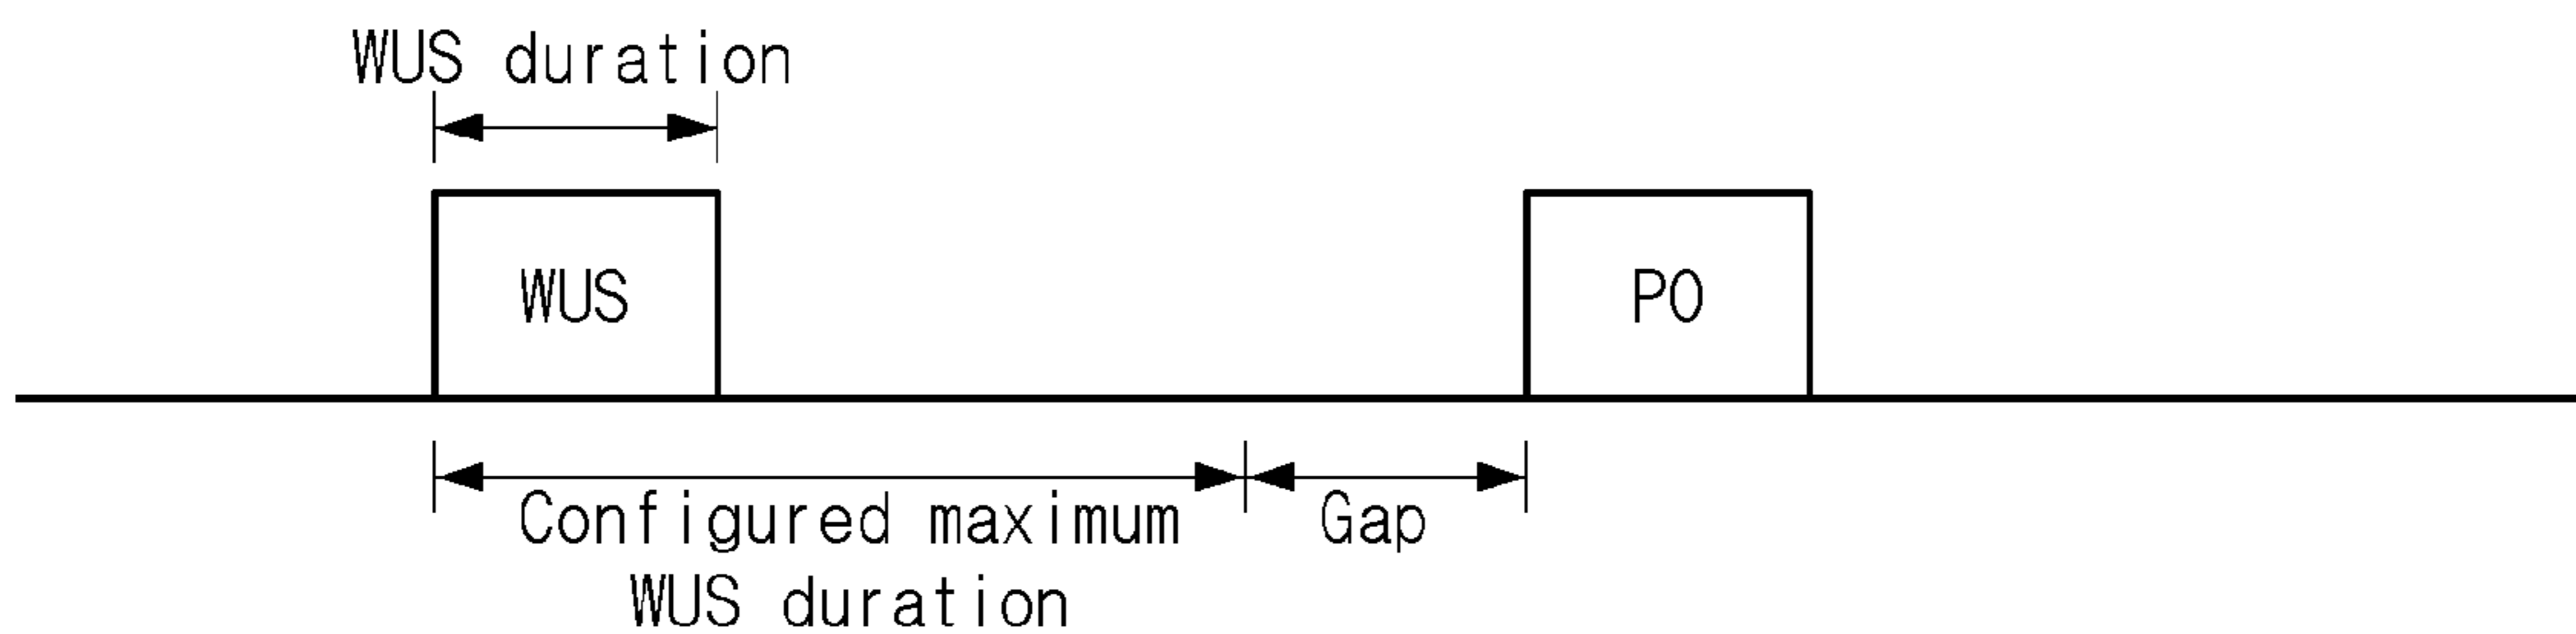 WUS duration
WUS
PO
Configured maximum
WUS duration
Gap